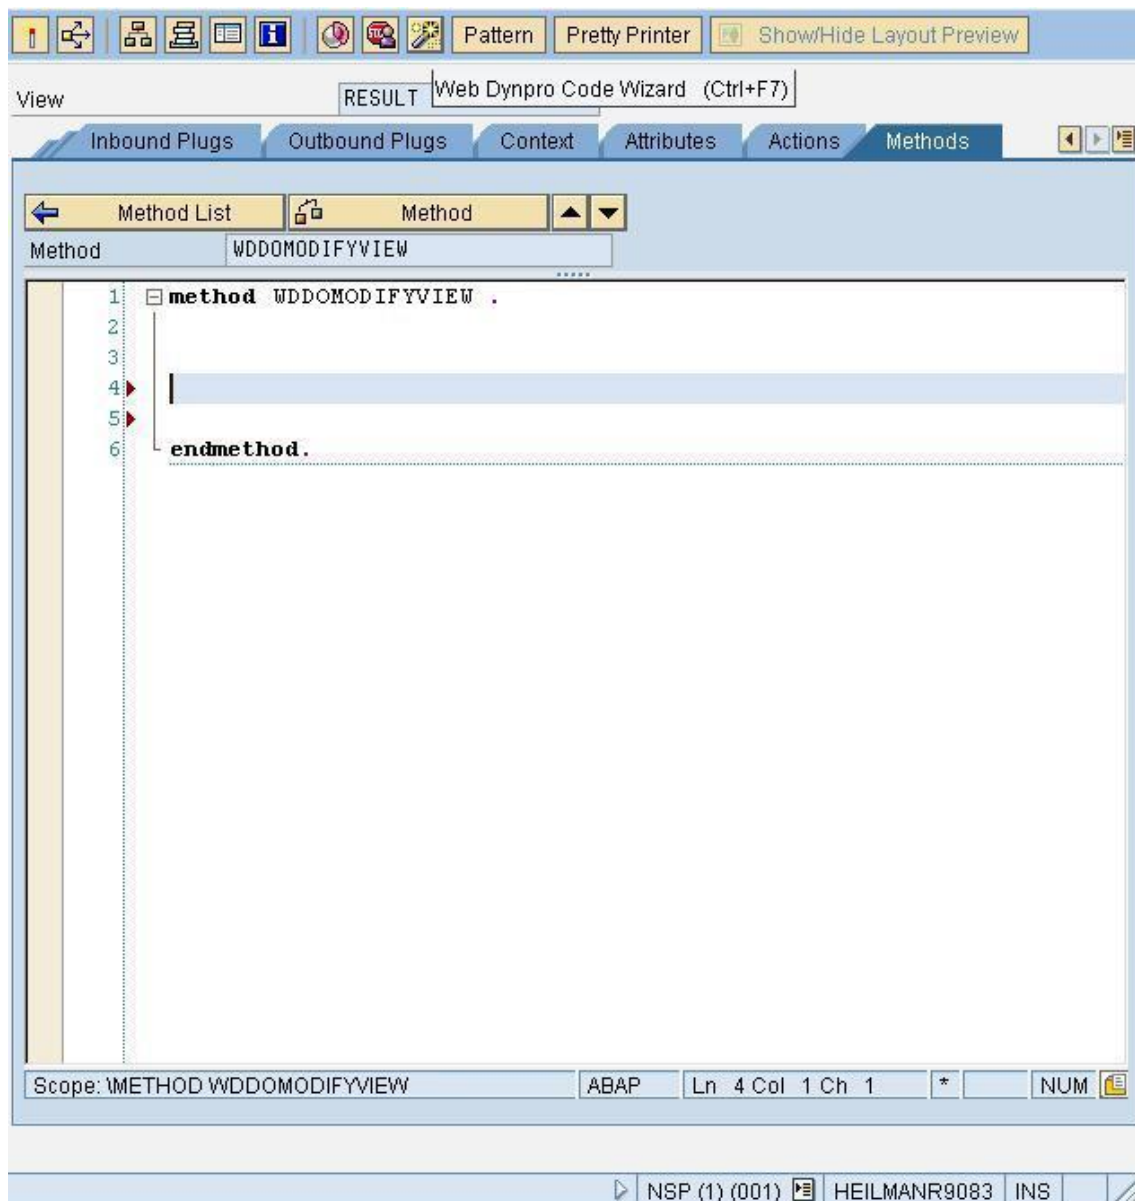 Pattern Pretty Printer Show/Hide Layout Preview
View RESULT Web Dynpro Code Wizard (Ctrl+F7)
Inbound Plugs Outbound Plugs Context Attributes Actions Methods
Method List Method
Method WDDOMODIFYVIEW
1 method WDDOMODIFYVIEW .
2
3
4
5
6 endmethod.
Scope: \METHOD WDDOMODIFYVIEW ABAP Ln 4 Col 1 Ch 1 * NUM
NSP (1) (001) HEILMANR9083 INS